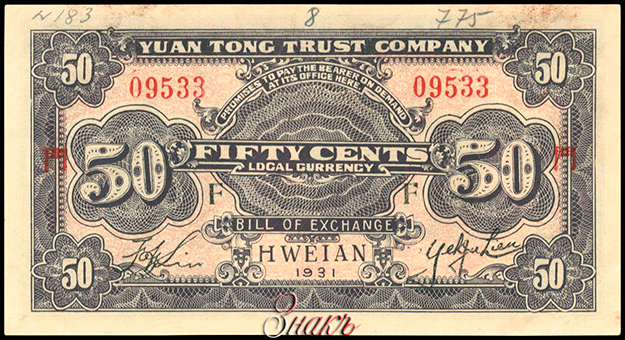 N183 8 775
YUAN TONG TRUST COMPANY
50 50
09533 09533
PROMISES TO PAY THE BEARER ON DEMAND
AT ITS OFFICE HERE
50 FIFTY CENTS 50
LOCAL CURRENCY
F F
BILL OF EXCHANGE
HWEIAN
1931
50 50
Знакъ